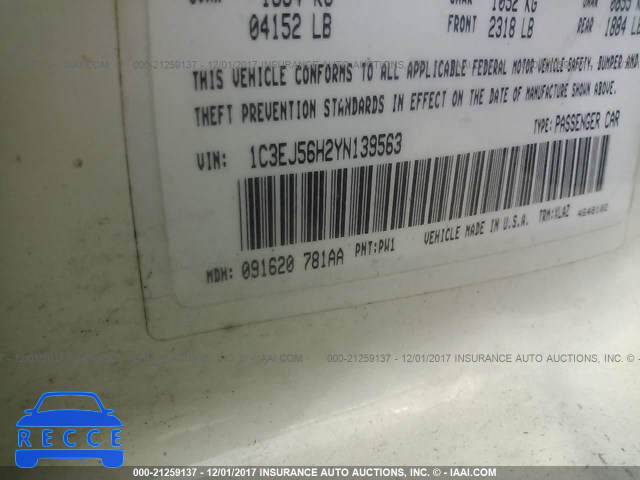 04152 LB
1052 KG
FRONT 2318 LB
REAR 1884 LB
THIS VEHICLE CONFORMS TO ALL APPLICABLE FEDERAL MOTOR VEHICLE SAFETY, BUMPER AND
THEFT PREVENTION STANDARDS IN EFFECT ON THE DATE OF MANUFACTURE SHOWN ABOVE.
VIN: 1C3EJ56H2YN139563 TYPE: PASSENGER CAR
MDH: 091620 781AA PNT:PW1 VEHICLE MADE IN U.S.A. TRM:XLAZ
000-21259137 - 12/01/2017 INSURANCE AUTO AUCTIONS, INC.
RECCE
000-21259137 - 12/01/2017 INSURANCE AUTO AUCTIONS, INC. - © IAAI.COM